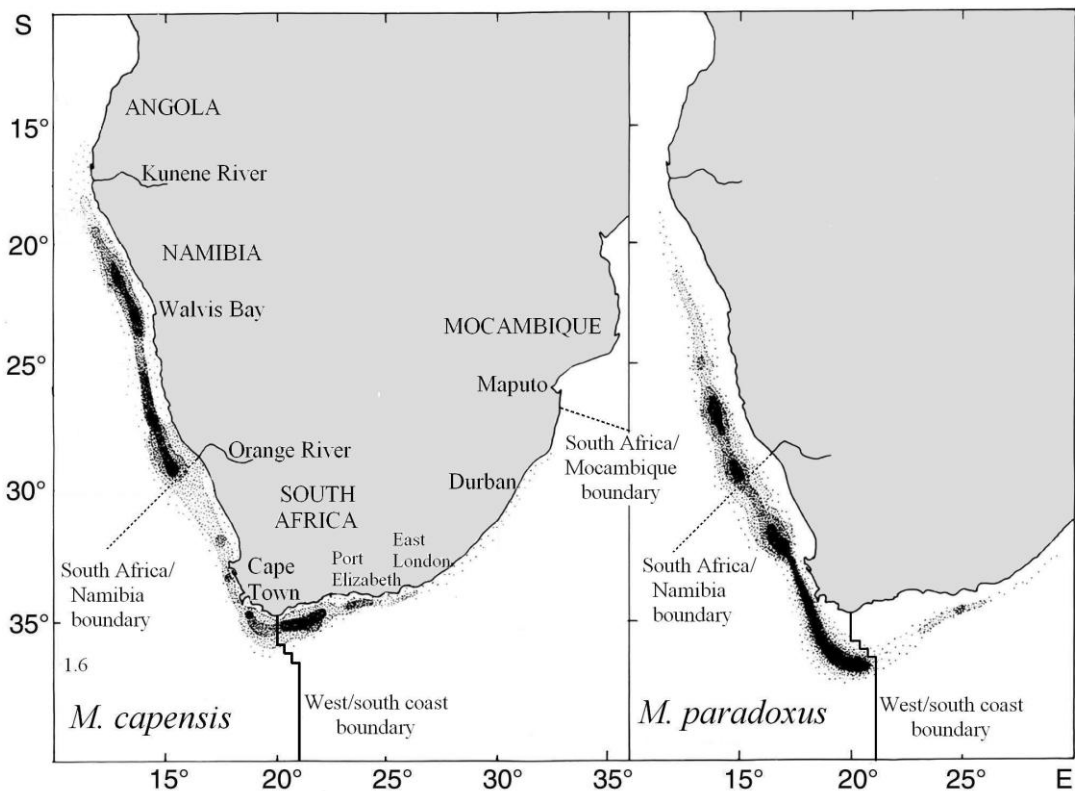 S
ANGOLA
15°
Kunene River
20°
NAMIBIA
Walvis Bay
MOCAMBIQUE
25°
Maputo
South Africa/
Mocambique
boundary
Orange River
Durban
30°
SOUTH
AFRICA
East
London
Port
Elizabeth
Cape
Town
South Africa/
Namibia
boundary
35°
1.6
M. capensis
West/south coast
boundary
15°
20°
25°
30°
35°
South Africa/
Namibia
boundary
M. paradoxus
West/south coast
boundary
15°
20°
25°
E